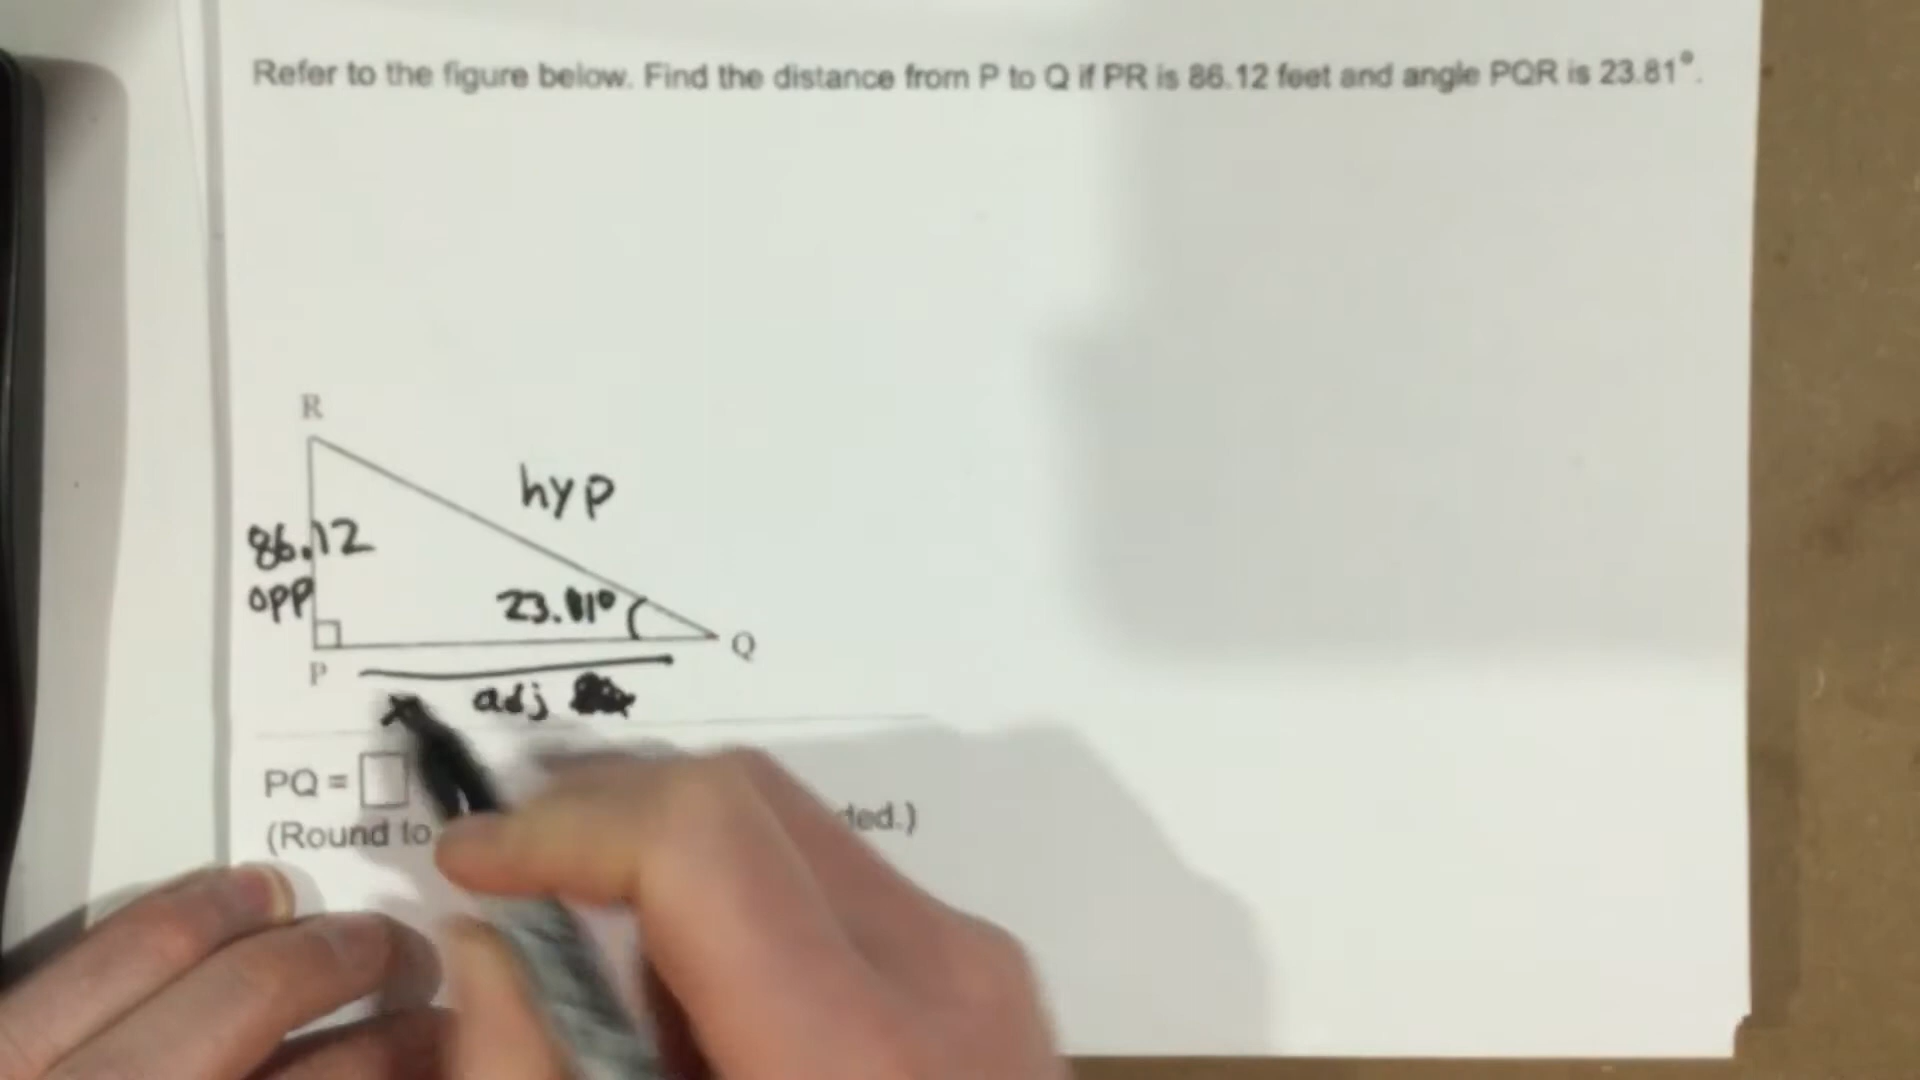 Refer to the figure below. Find the distance from P to Q if PR is 86.12 feet and angle PQR is 23.81°.
R
hyp
86.12
opp
23.81°
P
Q
x
adj
PQ =
(Round to
ded.)